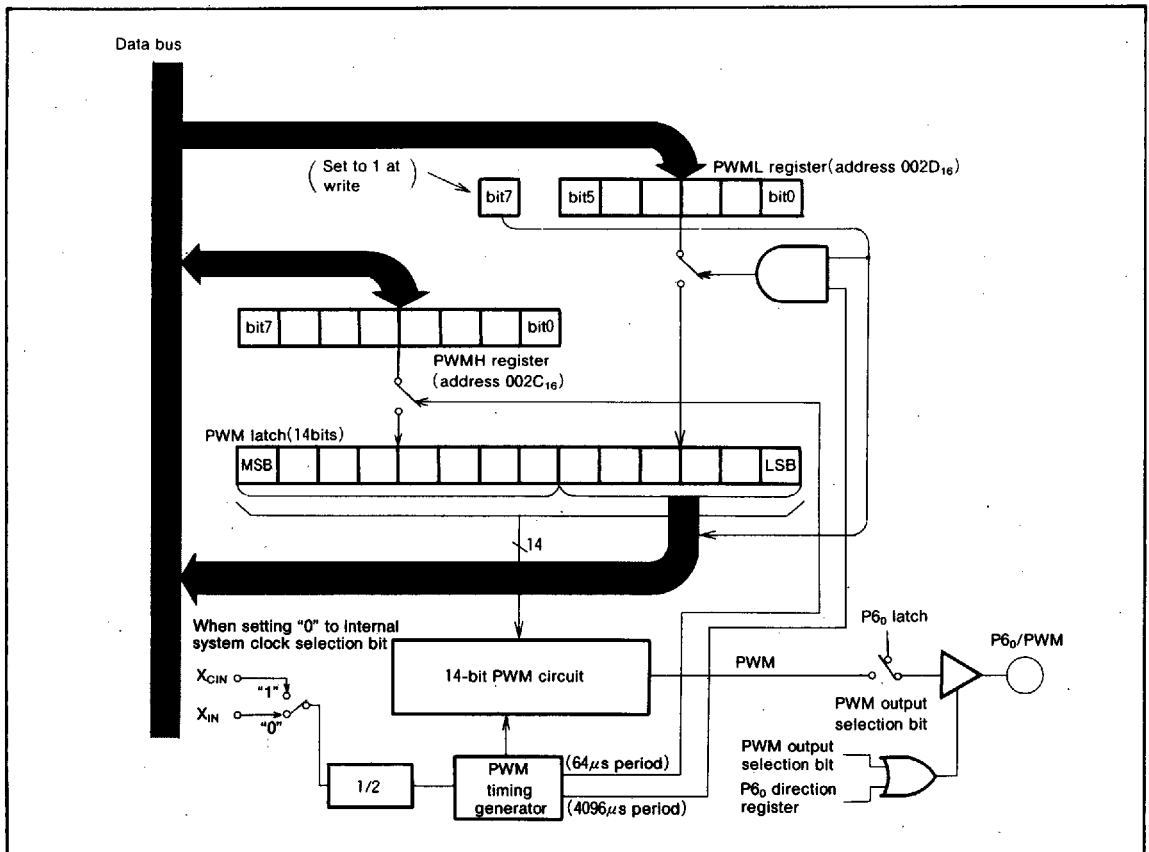 Data bus
(Set to 1 at write)
PWML register(address 002D₁₆)
bit7
bit5
bit0
bit7
bit0
PWMH register
(address 002C₁₆)
PWM latch(14bits)
MSB
LSB
14
When setting “0” to internal
system clock selection bit
XCIN
“1”
XIN
“0”
1/2
14-bit PWM circuit
PWM
timing
generator
(64μs period)
(4096μs period)
PWM
P6₀ latch
P6₀/PWM
PWM output
selection bit
PWM output
selection bit
P6₀ direction
register